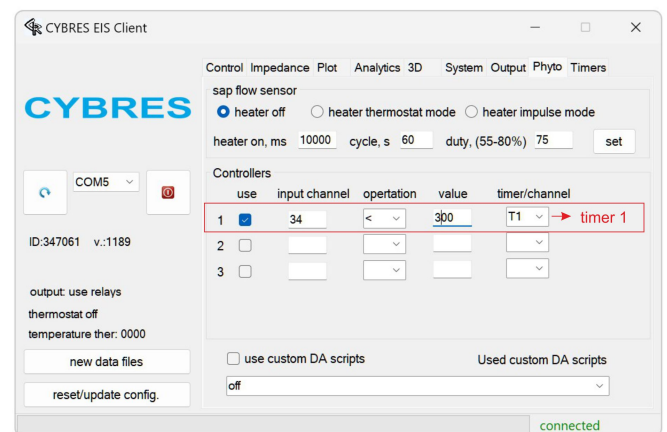 CYBRES EIS Client
Control Impedance Plot Analytics 3D System Output Phyto Timers
CYBRES
sap flow sensor
heater off heater thermostat mode heater impulse mode
heater on, ms 10000 cycle, s 60 duty, (55-80%) 75 set
COM5
Controllers
use input channel opertation value timer/channel
1 34 < 300 T1 timer 1
2
3
ID:347061 v.:1189
output: use relays
thermostat off
temperature ther: 0000
new data files
reset/update config.
use custom DA scripts Used custom DA scripts
off
connected